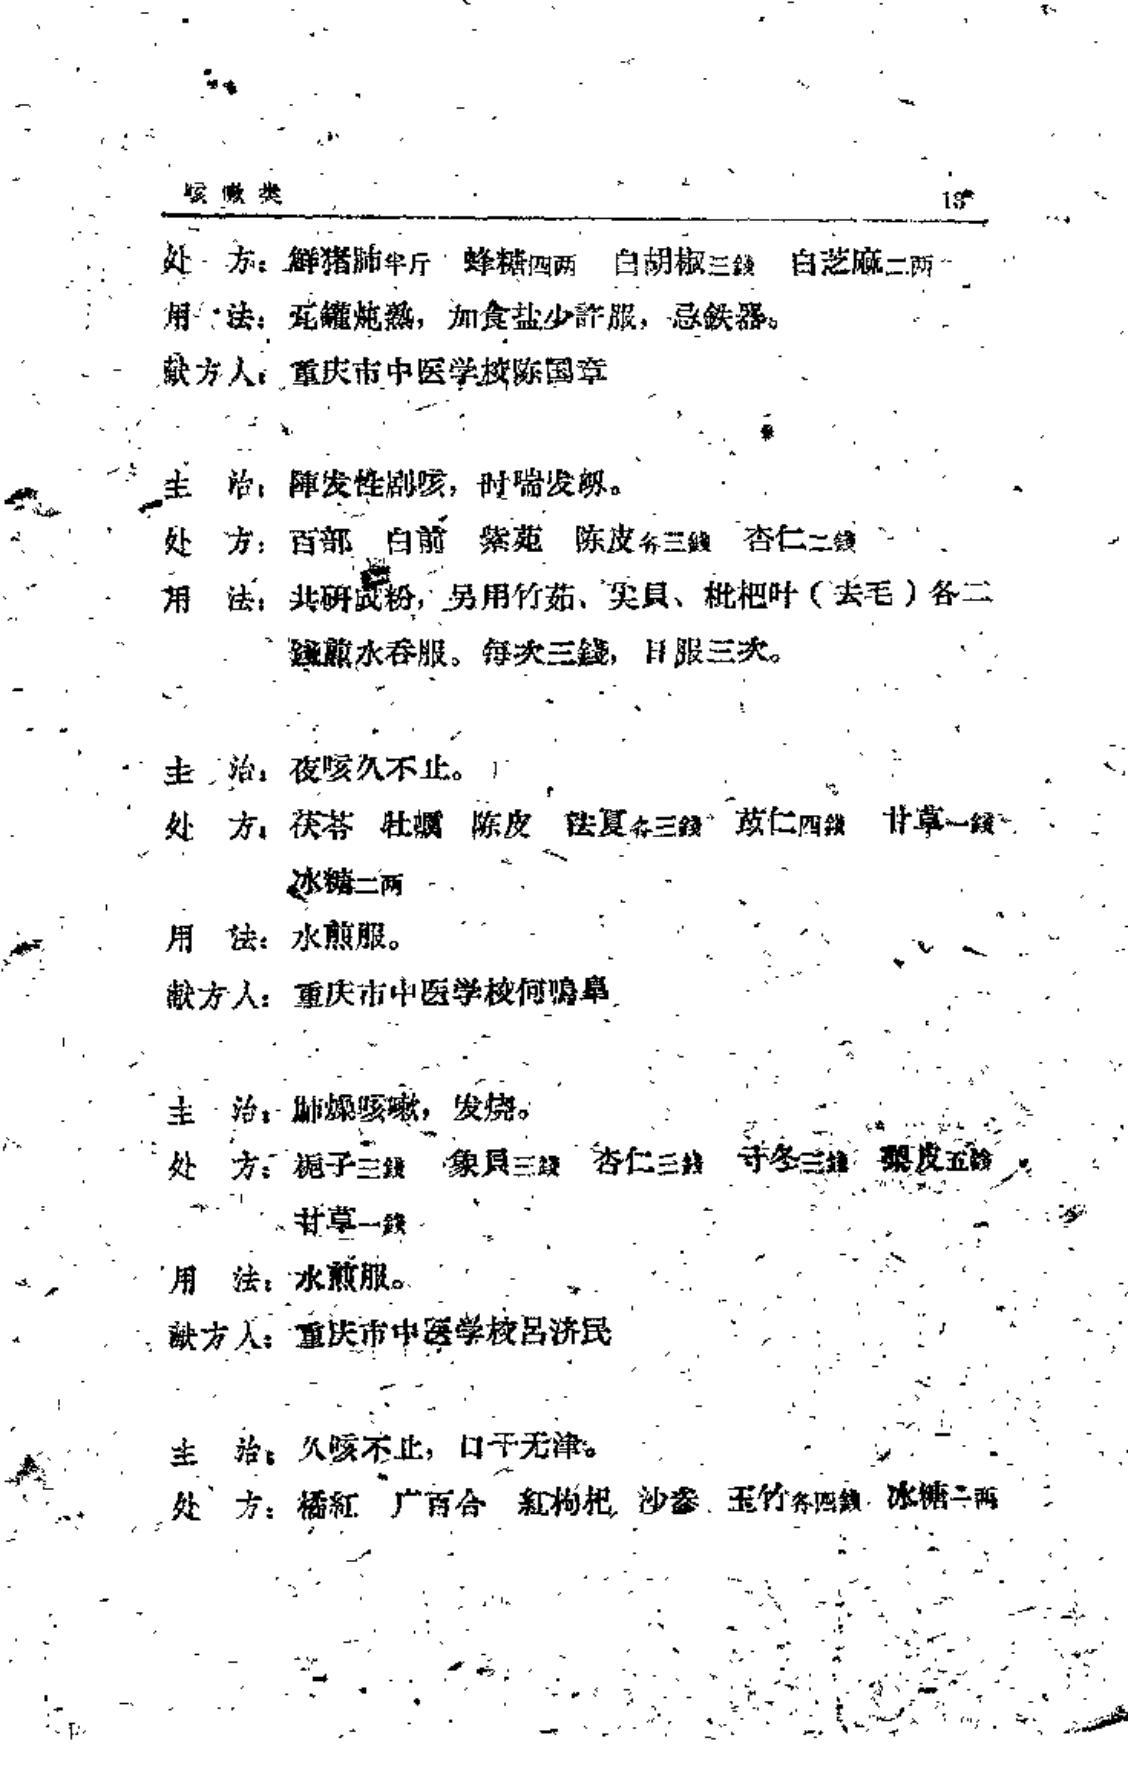 咳嗽类
处 方：鮮猪肺半斤 蜂糖四两 白胡椒三錢 白芝麻二两
用 法：瓦罐炖熟，加食盐少許服，忌鉄器。
献方人：重庆市中医学校陈国章
主 治：陣发性剧咳，时喘发
处 方：百部 白前 紫菀 陈皮各三錢 杏仁二錢
用 法：共研成粉，另用竹茹、尖貝、枇杷叶（去毛）各二
錢煎水吞服。每次三錢，日服三次。
主 治：夜咳久不止。
处 方：茯苓 牡蠣 陈皮 法夏各三錢 苡仁四錢 甘草一錢
冰糖二两
用 法：水煎服。
献方人：重庆市中医学校何鳴皋
主 治：肺燥咳嗽，发烧。
处 方：梔子三錢 象貝三錢 杏仁三錢 寸冬三錢 梨皮五錢
甘草一錢
用 法：水煎服。
献方人：重庆市中医学校吕济民
主 治：久咳不止，口干无津。
处 方：橘紅 广百合 紅枸杞 沙参 玉竹各四錢 冰糖二两